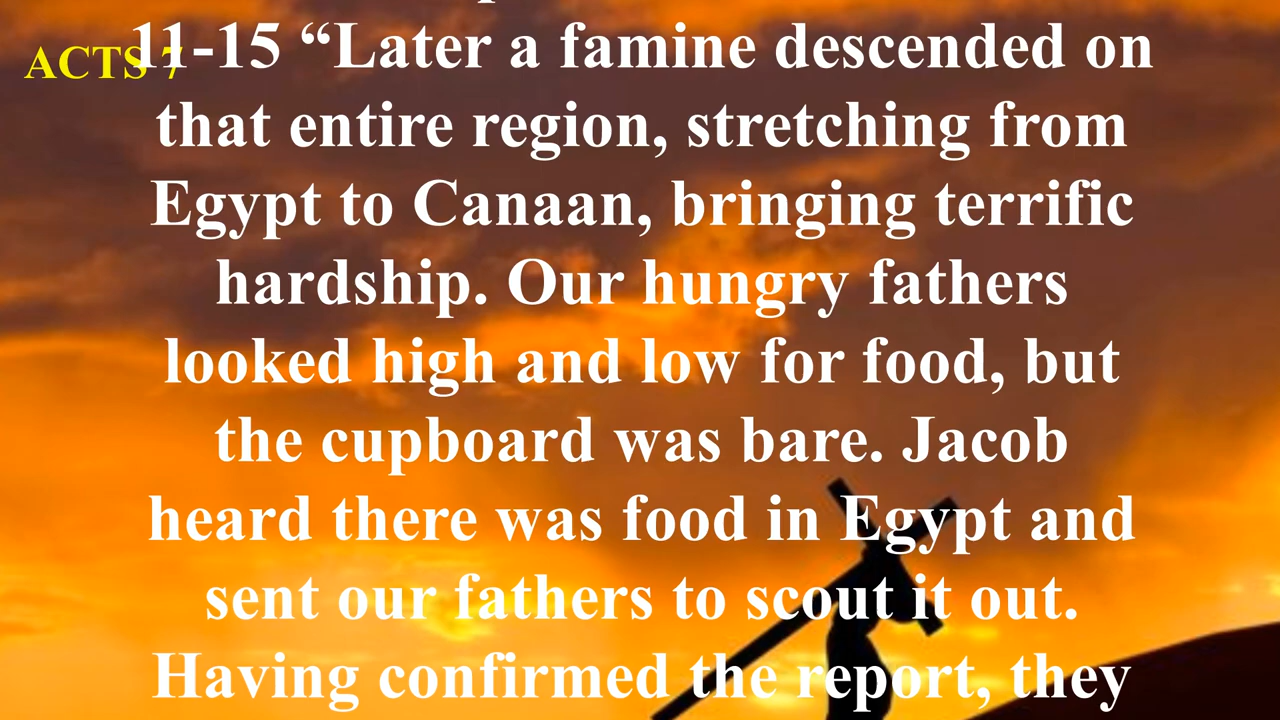 ACTS 7
11-15 “Later a famine descended on
that entire region, stretching from
Egypt to Canaan, bringing terrific
hardship. Our hungry fathers
looked high and low for food, but
the cupboard was bare. Jacob
heard there was food in Egypt and
sent our fathers to scout it out.
Having confirmed the report, they